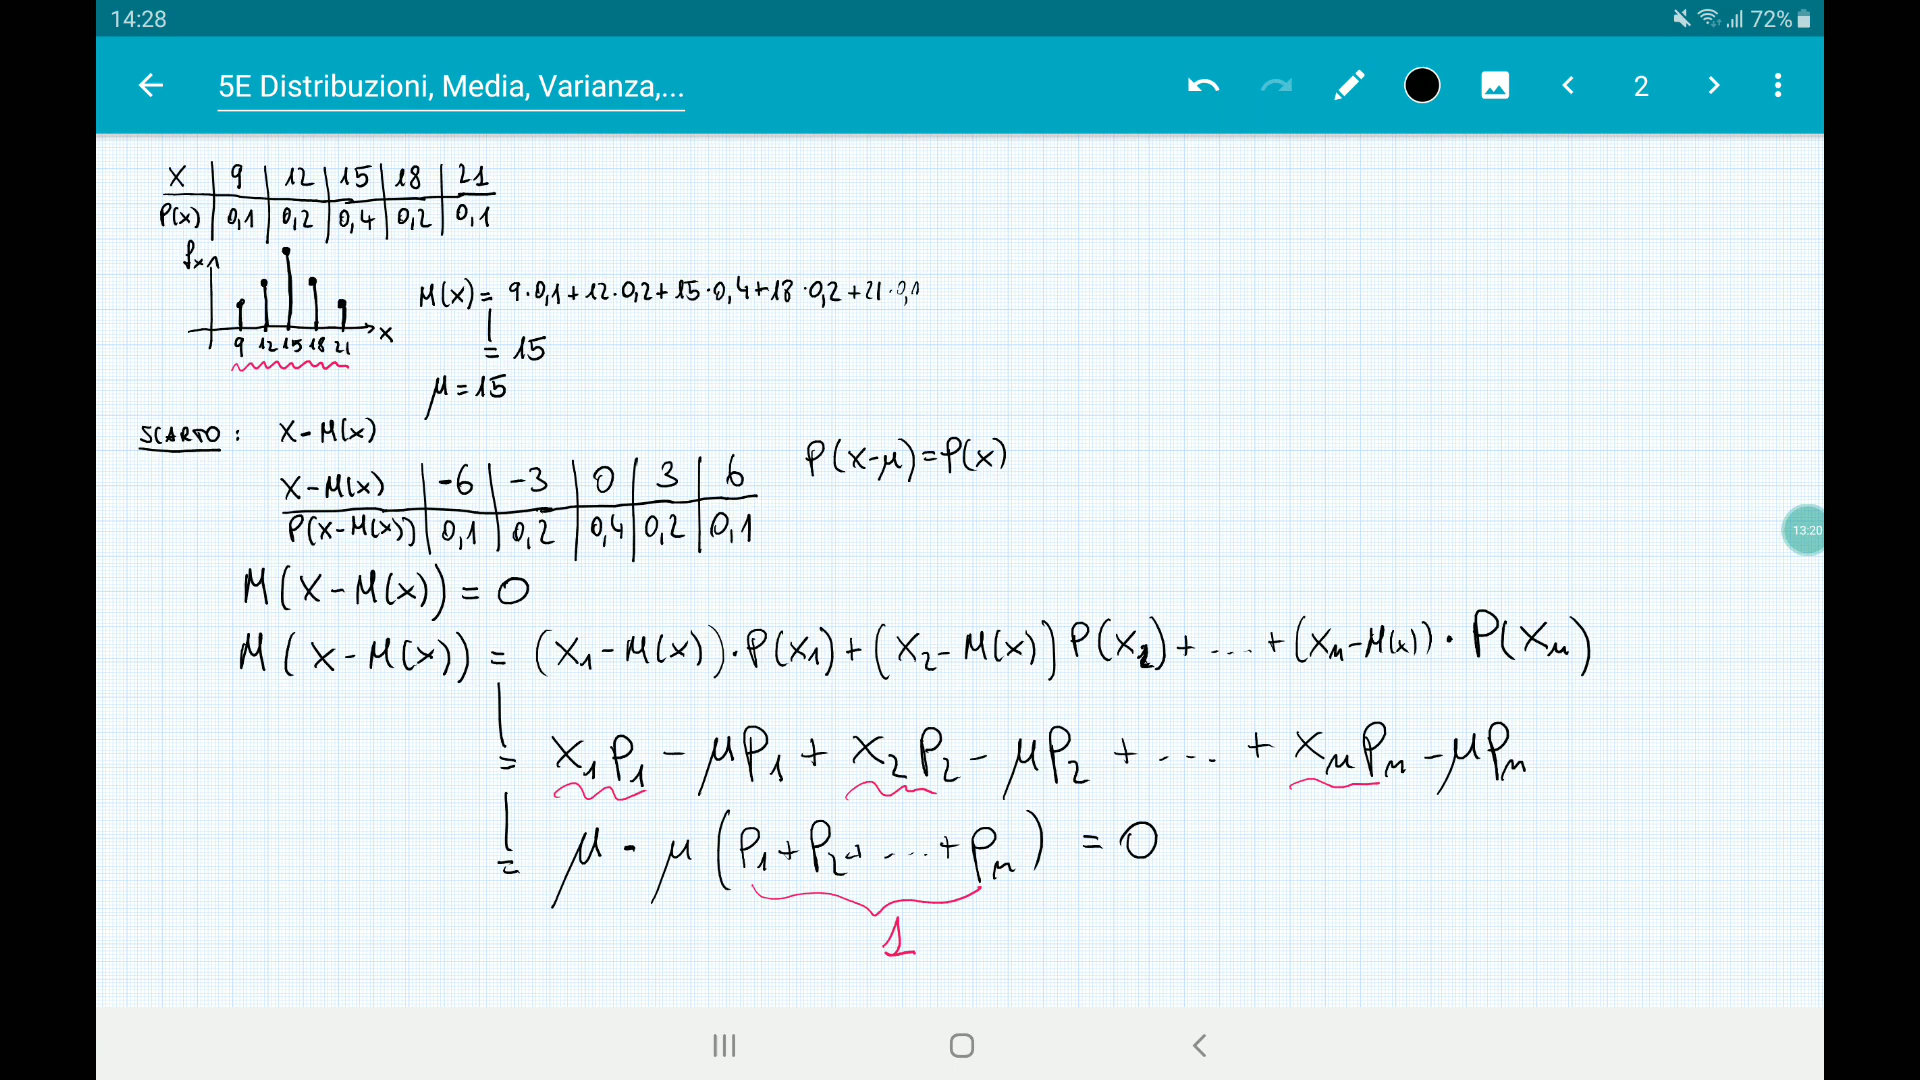 14:28
72%
5E Distribuzioni, Media, Varianza,...
2
X 9 12 15 18 21
P(x) 0,1 0,2 0,4 0,2 0,1
fx
9 12 15 18 21 X
M(x) = 9·0,1+12·0,2+15·0,4+18·0,2+21·0,1
= 15
μ = 15
SCARTO : X-M(x)
P(x-μ)=P(x)
X-M(x) -6 -3 0 3 6
P(X-M(x)) 0,1 0,2 0,4 0,2 0,1
13:20
M(X-M(x)) = 0
M(X-M(x)) = (X₁-M(x))·P(X₁)+(X₂-M(x))P(X₂)+...+(Xn-M(x))·P(Xn)
= X₁P₁ - μP₁ + X₂P₂ - μP₂ + ... + XnPn - μPn
= μ - μ(P₁+P₂+...+Pn) = 0
1